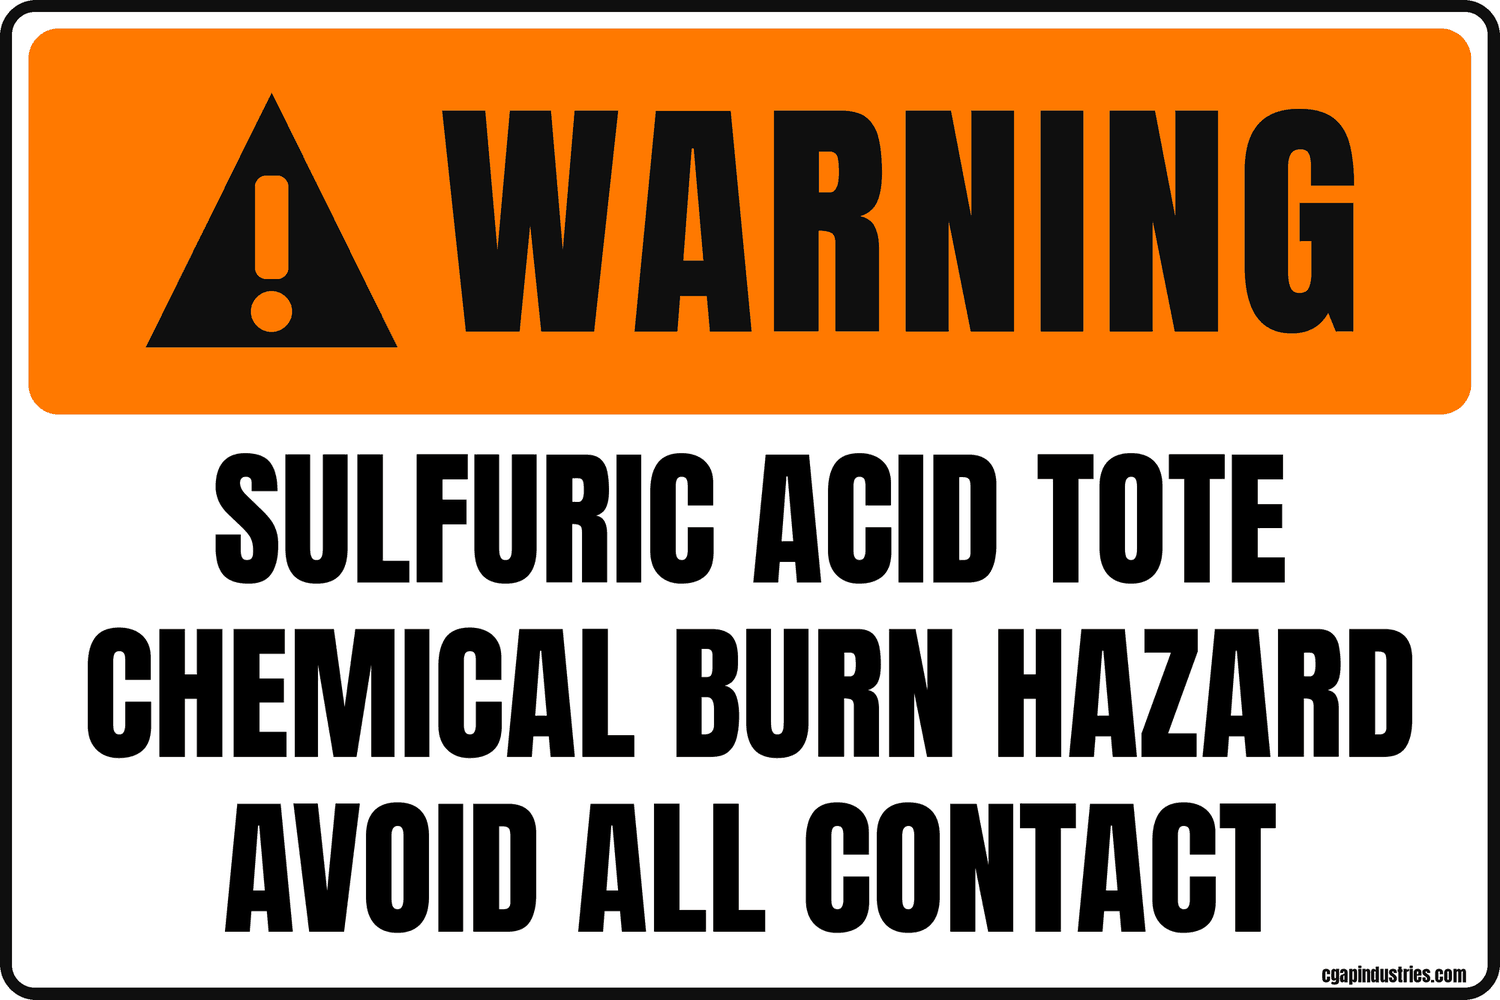 WARNING
SULFURIC ACID TOTE
CHEMICAL BURN HAZARD
AVOID ALL CONTACT
cgapindustries.com